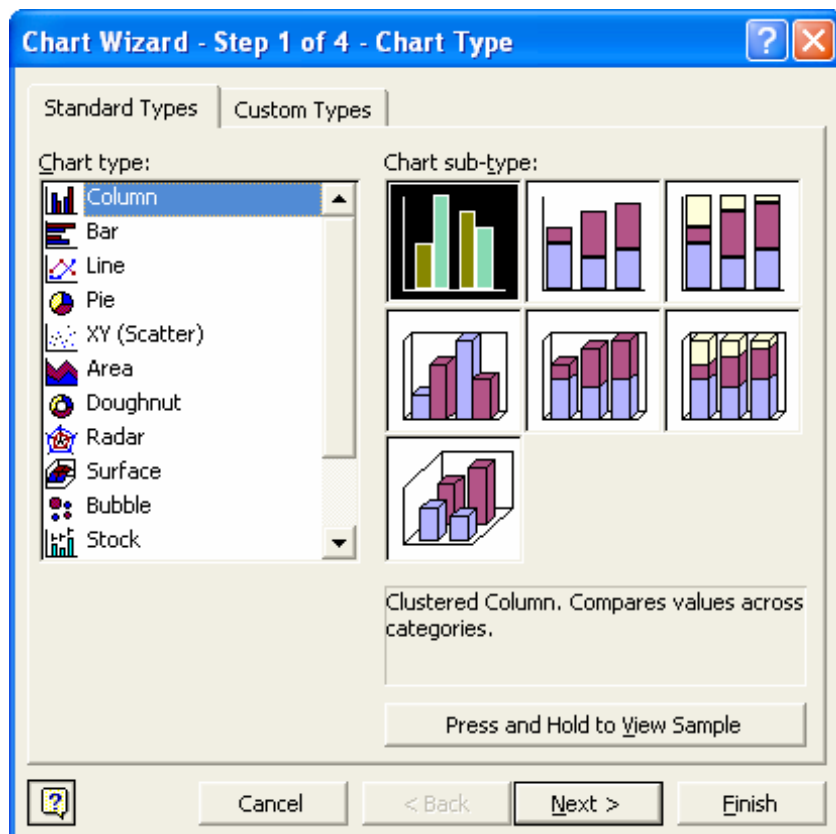 Chart Wizard - Step 1 of 4 - Chart Type
Standard Types
Custom Types
Chart type:
Chart sub-type:
Column
Bar
Line
Pie
XY (Scatter)
Area
Doughnut
Radar
Surface
Bubble
Stock
Clustered Column. Compares values across
categories.
Press and Hold to View Sample
Cancel
< Back
Next >
Finish